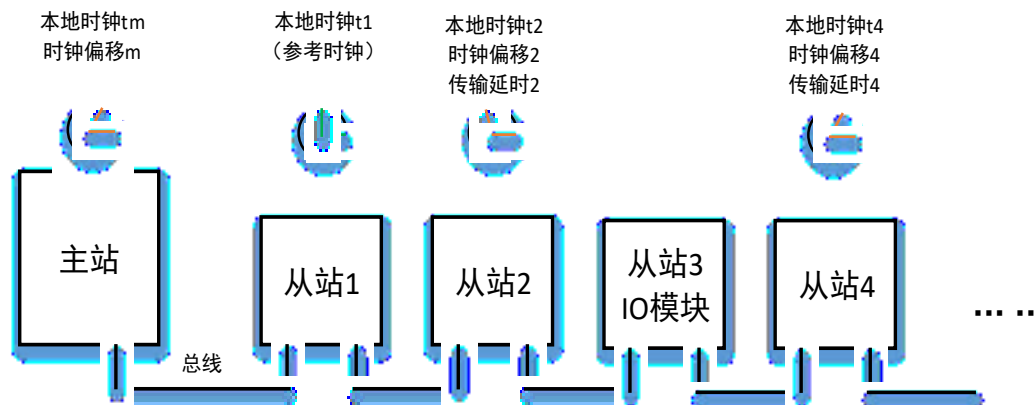 本地时钟tm
时钟偏移m
本地时钟t1
（参考时钟）
本地时钟t2
时钟偏移2
传输延时2
本地时钟t4
时钟偏移4
传输延时4
主站
从站1
从站2
从站3
IO模块
从站4
... ...
总线